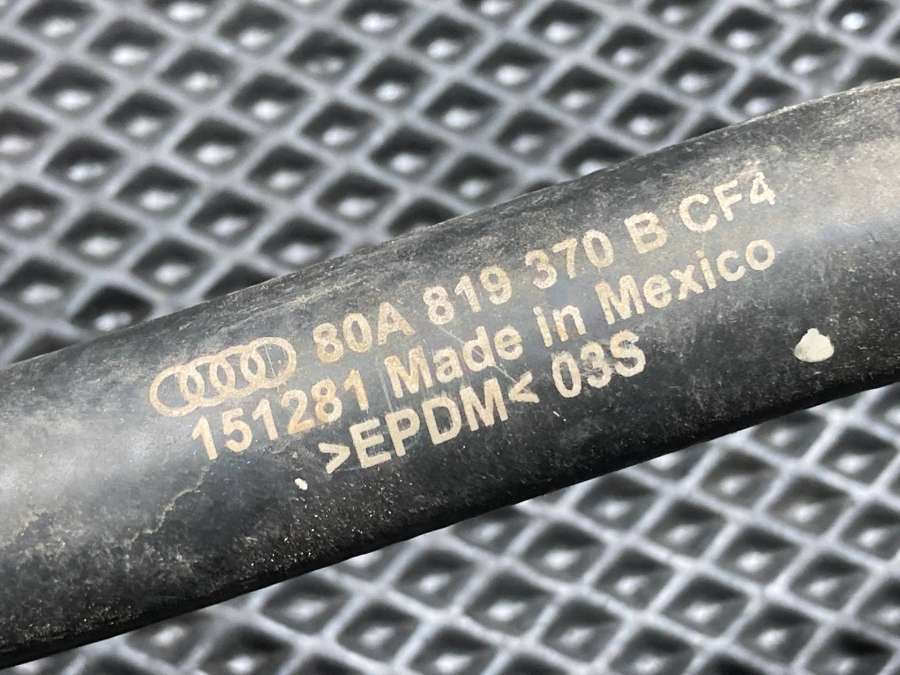 80A 819 370 B CF4
151281 Made in Mexico
>EPDM< 03S